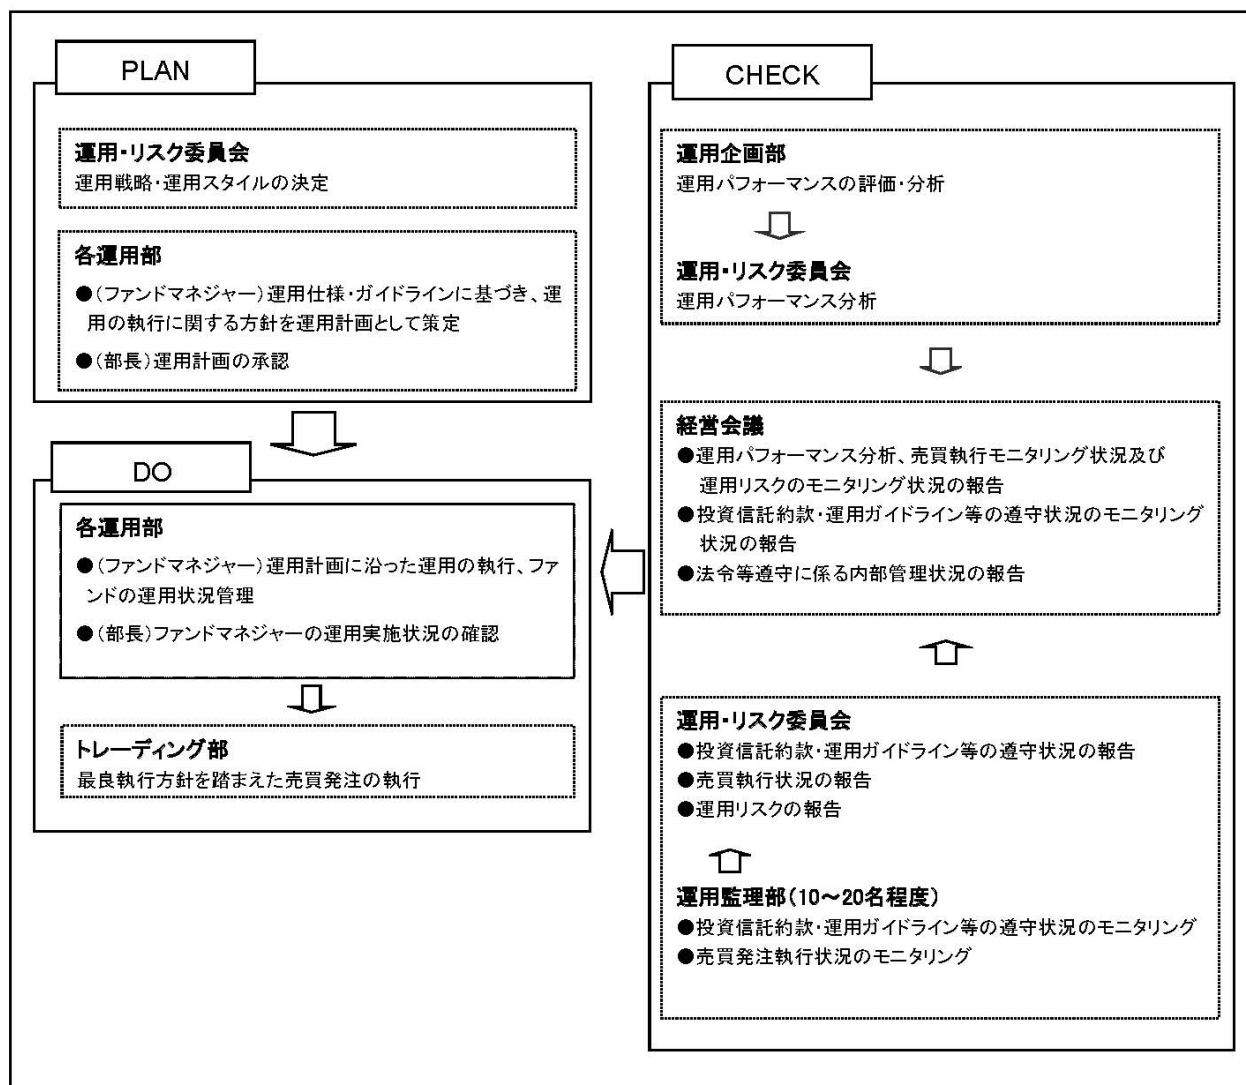 PLAN
運用・リスク委員会
運用戦略・運用スタイルの決定
各運用部
●(ファンドマネジャー)運用仕様・ガイドラインに基づき、運
用の執行に関する方針を運用計画として策定
●(部長)運用計画の承認
DO
各運用部
●(ファンドマネジャー)運用計画に沿った運用の執行、ファ
ンドの運用状況管理
●(部長)ファンドマネジャーの運用実施状況の確認
トレーディング部
最良執行方針を踏まえた売買発注の執行
CHECK
運用企画部
運用パフォーマンスの評価・分析
運用・リスク委員会
運用パフォーマンス分析
経営会議
●運用パフォーマンス分析、売買執行モニタリング状況及び
運用リスクのモニタリング状況の報告
●投資信託約款・運用ガイドライン等の遵守状況のモニタリング
状況の報告
●法令等遵守に係る内部管理状況の報告
運用・リスク委員会
●投資信託約款・運用ガイドライン等の遵守状況の報告
●売買執行状況の報告
●運用リスクの報告
運用監理部(10～20名程度)
●投資信託約款・運用ガイドライン等の遵守状況のモニタリング
●売買発注執行状況のモニタリング